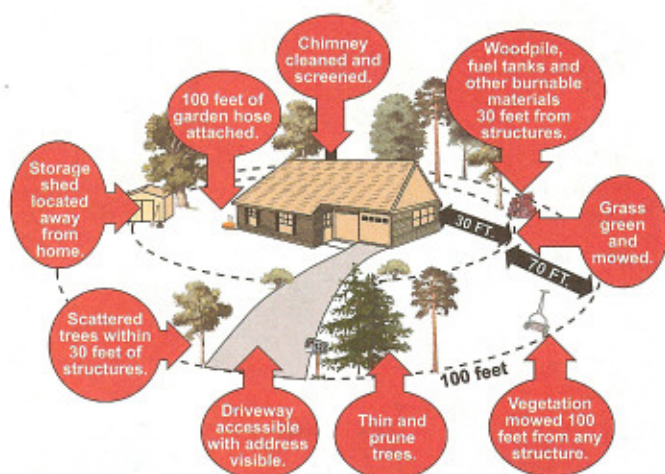 Chimney
cleaned and
screened.
Woodpile,
fuel tanks and
other burnable
materials
30 feet from
structures.
100 feet of
garden hose
attached.
Storage
shed
located
away
from
home.
Grass
green
and
mowed.
30 FT.
70 FT.
Scattered
trees within
30 feet of
structures.
100 feet
Driveway
accessible
with address
visible.
Thin and
prune
trees.
Vegetation
mowed 100
feet from any
structure.